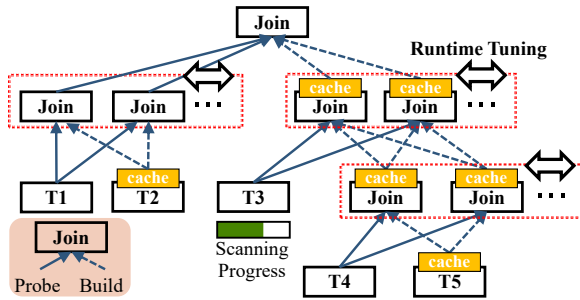 Join
Runtime Tuning
cache
cache
Join
Join
...
Join
Join
...
cache
cache
cache
T1
T2
T3
Join
Join
...
Join
Scanning
Progress
cache
Probe
Build
T4
T5